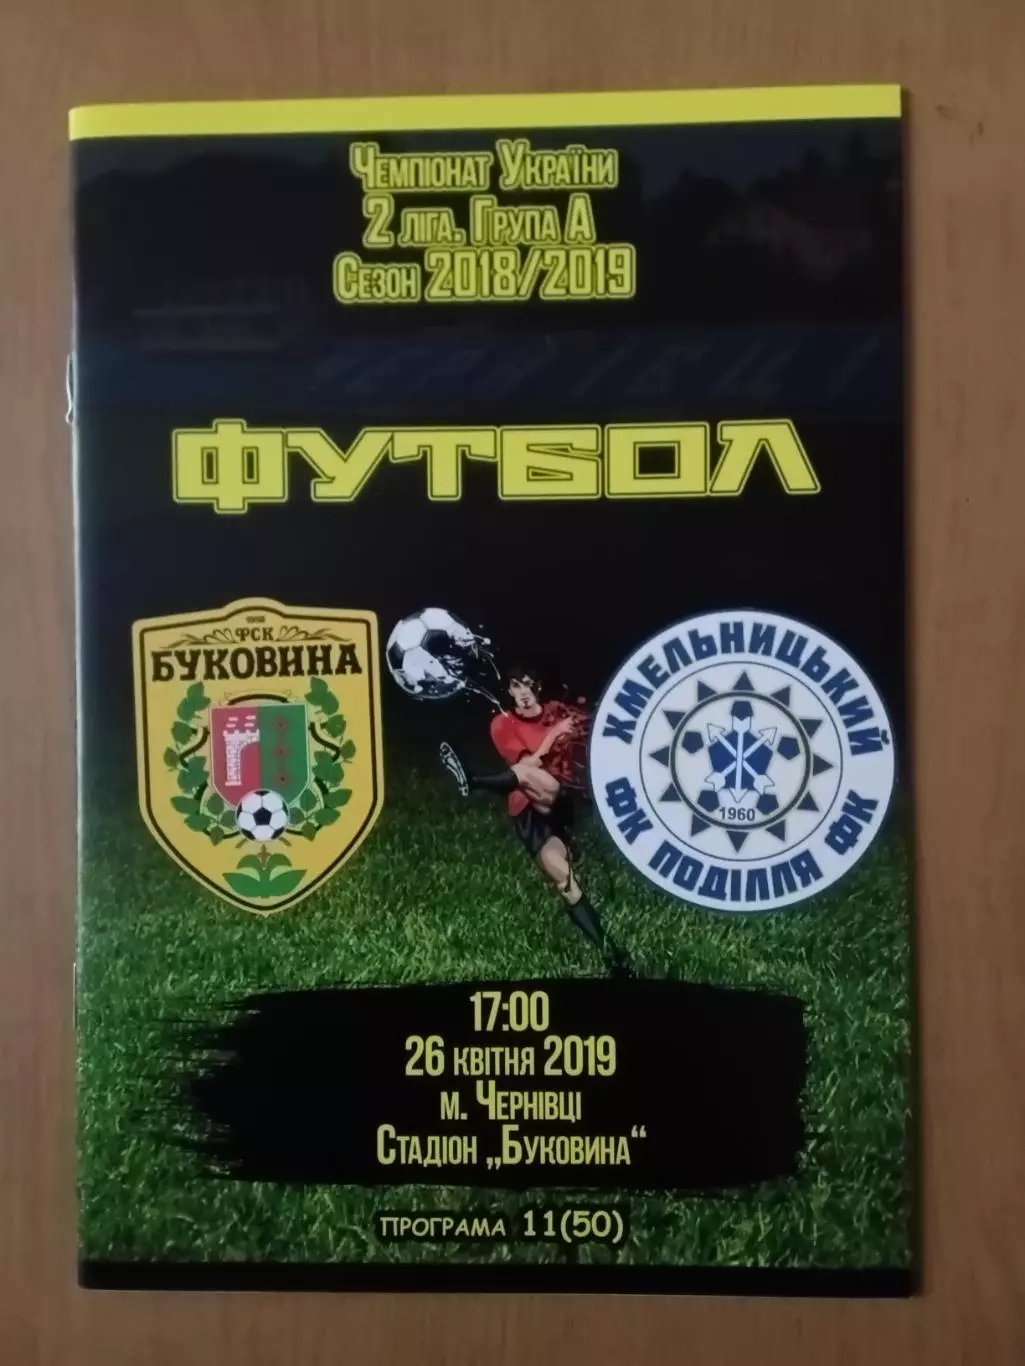 Чемпіонат України
2 ліга. Група А
Сезон 2018/2019
ЧЕРНІВЦІ
ФУТБОЛ
1958
ФСК
БУКОВИНА
ХМЕЛЬНИЦЬКИЙ
1960
ФК ПОДІЛЛЯ ФК
17:00
26 квітня 2019
м. Чернівці
Стадіон „Буковина“
ПРОГРАМА 11(50)